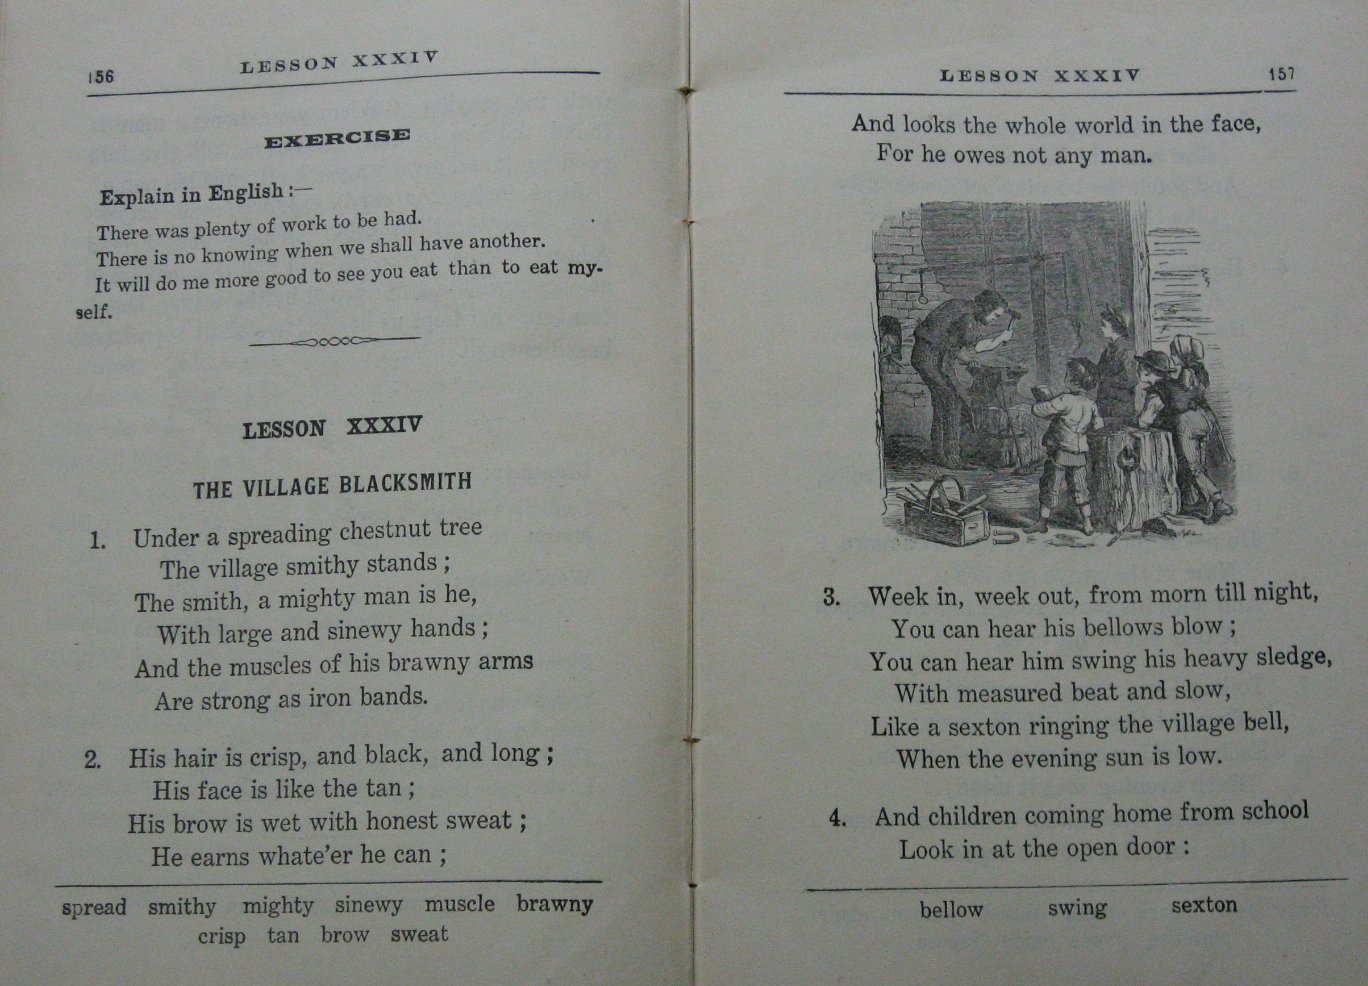 156 LESSON XXXIV
EXERCISE
Explain in English :—
There was plenty of work to be had.
There is no knowing when we shall have another.
It will do me more good to see you eat than to eat my-
self.
LESSON XXXIV
THE VILLAGE BLACKSMITH
1. Under a spreading chestnut tree
The village smithy stands ;
The smith, a mighty man is he,
With large and sinewy hands ;
And the muscles of his brawny arms
Are strong as iron bands.
2. His hair is crisp, and black, and long ;
His face is like the tan ;
His brow is wet with honest sweat ;
He earns whate'er he can ;
spread smithy mighty sinewy muscle brawny
crisp tan brow sweat
LESSON XXXIV 157
And looks the whole world in the face,
For he owes not any man.
3. Week in, week out, from morn till night,
You can hear his bellows blow ;
You can hear him swing his heavy sledge,
With measured beat and slow,
Like a sexton ringing the village bell,
When the evening sun is low.
4. And children coming home from school
Look in at the open door :
bellow swing sexton